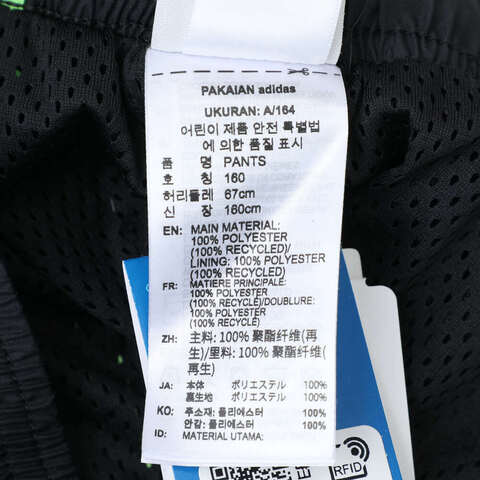 PAKAIAN adidas
UKURAN: A/164
어린이 제품 안전 특별법
에 의한 품질 표시
품 명 PANTS
호 칭 160
허리둘레 67cm
신 장 160cm
EN: MAIN MATERIAL:
100% POLYESTER
(100% RECYCLED)/
LINING: 100% POLYESTER
(100% RECYCLED)
FR: MATIERE PRINCIPALE:
100% POLYESTER
(100% RECYCLÉ)/DOUBLURE:
100% POLYESTER
(100% RECYCLÉ)
ZH: 主料: 100% 聚酯纤维(再
生)/里料: 100% 聚酯纤维(
再生)
JA: 本体 ポリエステル 100%
裏生地 ポリエステル 100%
KO: 주소재: 폴리에스터 100%
안감: 폴리에스터 100%
ID: MATERIAL UTAMA:
RFID